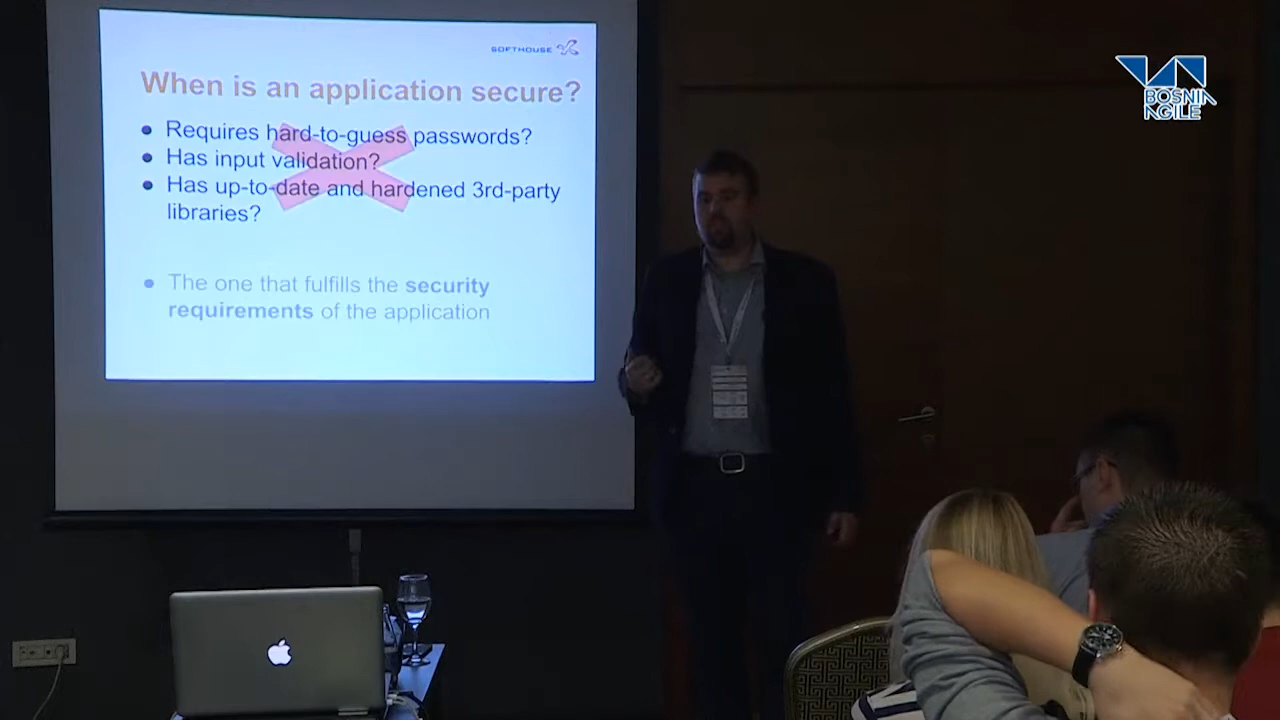 SOFTHOUSE
When is an application secure?
Requires hard-to-guess passwords?
Has input validation?
Has up-to-date and hardened 3rd-party
libraries?
The one that fulfills the security
requirements of the application
BOSNIA
AGILE